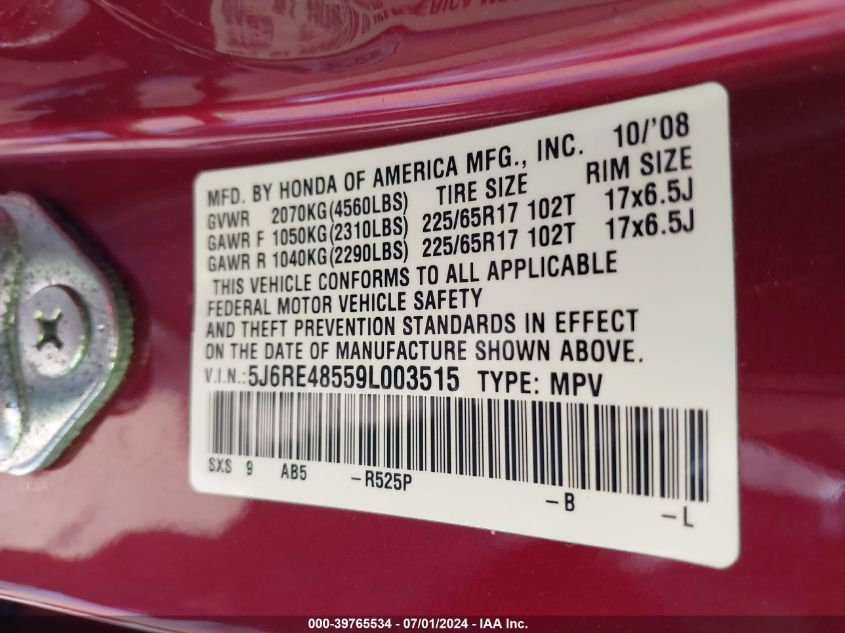 MFD. BY HONDA OF AMERICA MFG., INC. 10/'08
GVWR 2070KG(4560LBS) TIRE SIZE RIM SIZE
GAWR F 1050KG(2310LBS) 225/65R17 102T 17x6.5J
GAWR R 1040KG(2290LBS) 225/65R17 102T 17x6.5J
THIS VEHICLE CONFORMS TO ALL APPLICABLE
FEDERAL MOTOR VEHICLE SAFETY
AND THEFT PREVENTION STANDARDS IN EFFECT
ON THE DATE OF MANUFACTURE SHOWN ABOVE.
V.I.N.:5J6RE48559L003515 TYPE: MPV
SXS 9 AB5 -R525P -B -L
000-39765534 / 07/01/2024 - IAA Inc.